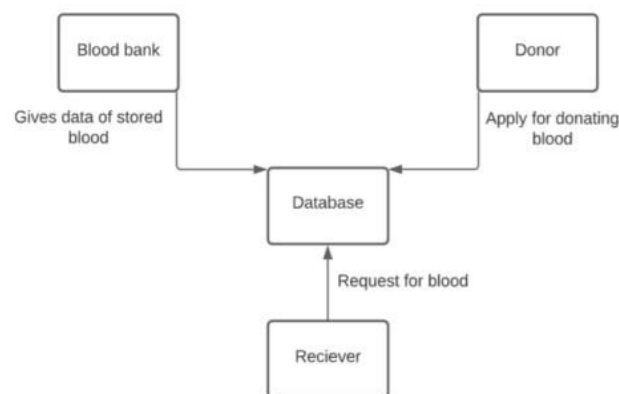 Blood bank
Donor
Gives data of stored
blood
Apply for donating
blood
Database
Request for blood
Reciever